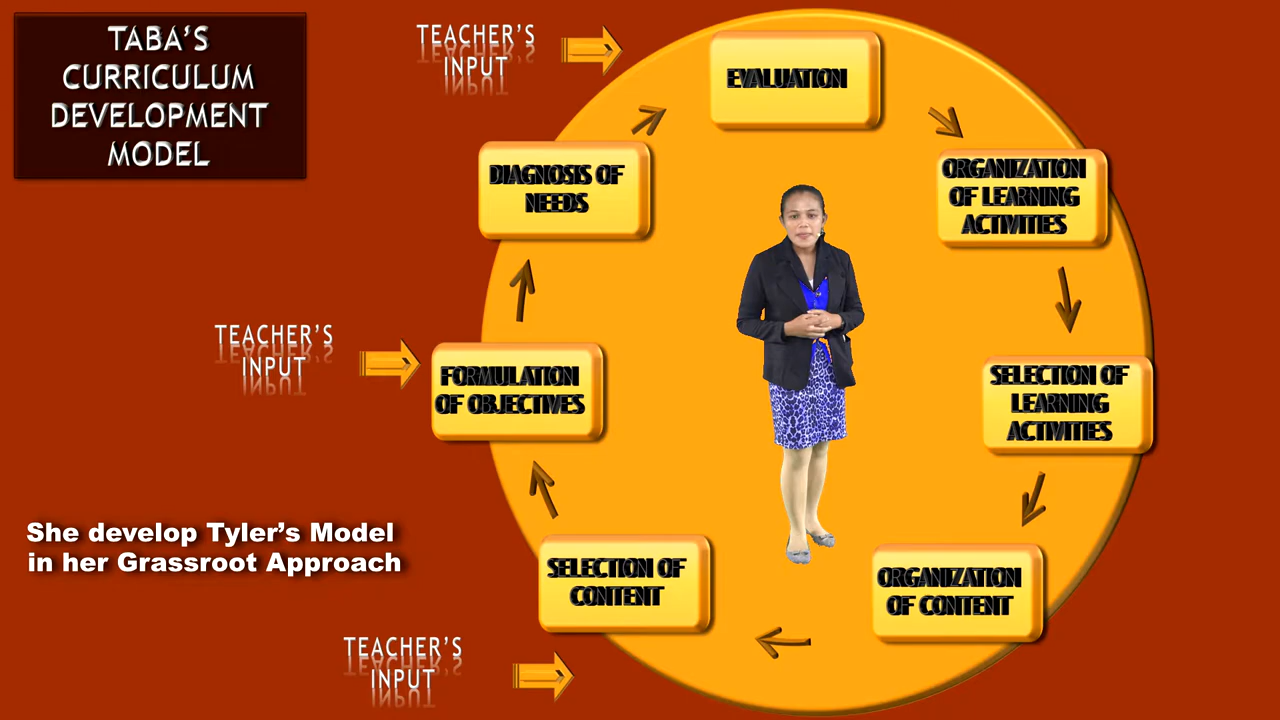 TABA'S
CURRICULUM
DEVELOPMENT
MODEL
TEACHER'S
INPUT
EVALUATION
DIAGNOSIS OF
NEEDS
ORGANIZATION
OF LEARNING
ACTIVITIES
TEACHER'S
INPUT
FORMULATION
OF OBJECTIVES
SELECTION OF
LEARNING
ACTIVITIES
She develop Tyler's Model
in her Grassroot Approach
SELECTION OF
CONTENT
ORGANIZATION
OF CONTENT
TEACHER'S
INPUT